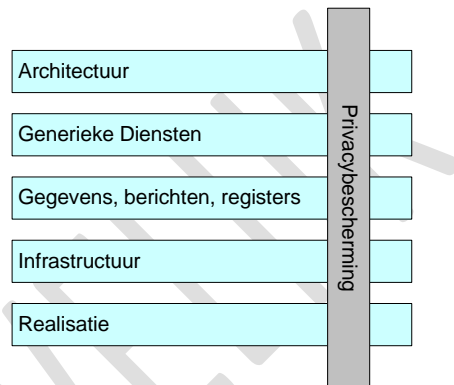 Architectuur
Generieke Diensten
Gegevens, berichten, registers
Infrastructuur
Realisatie
Privacybescherming